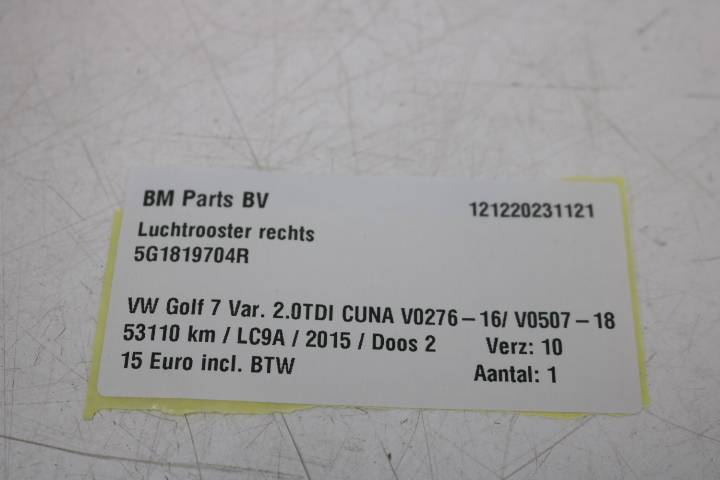 BM Parts BV 121220231121
Luchtrooster rechts
5G1819704R
VW Golf 7 Var. 2.0TDI CUNA V0276-16/ V0507-18
53110 km / LC9A / 2015 / Doos 2 Verz: 10
15 Euro incl. BTW Aantal: 1